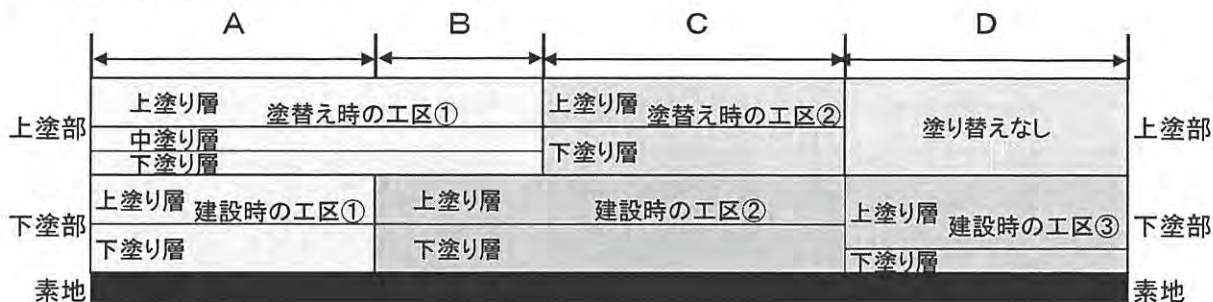 A B C D
上塗部 上塗り層 塗替え時の工区① 上塗り層 塗替え時の工区② 塗り替えなし 上塗部
中塗り層
下塗り層 下塗り層
下塗部 上塗り層 建設時の工区① 上塗り層 建設時の工区② 上塗り層 建設時の工区③ 下塗部
下塗り層 下塗り層 下塗り層
素地 素地